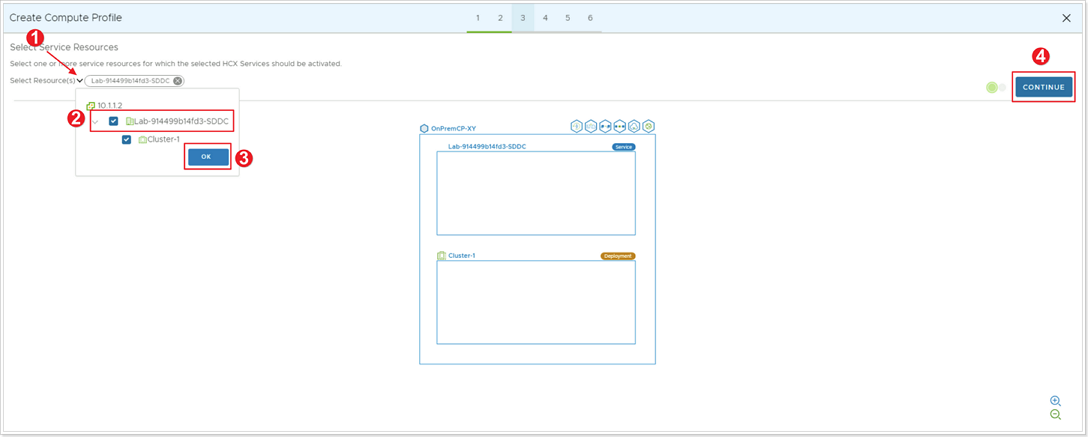 Create Compute Profile
1 2 3 4 5 6
1
Select Service Resources
4
Select one or more service resources for which the selected HCX Services should be activated.
Select Resource(s) Lab-914499b14fd3-SDDC
CONTINUE
10.1.1.2
2
Lab-914499b14fd3-SDDC
Cluster-1
OK
3
OnPremCP-XY
Lab-914499b14fd3-SDDC Service
Cluster-1 Deployment